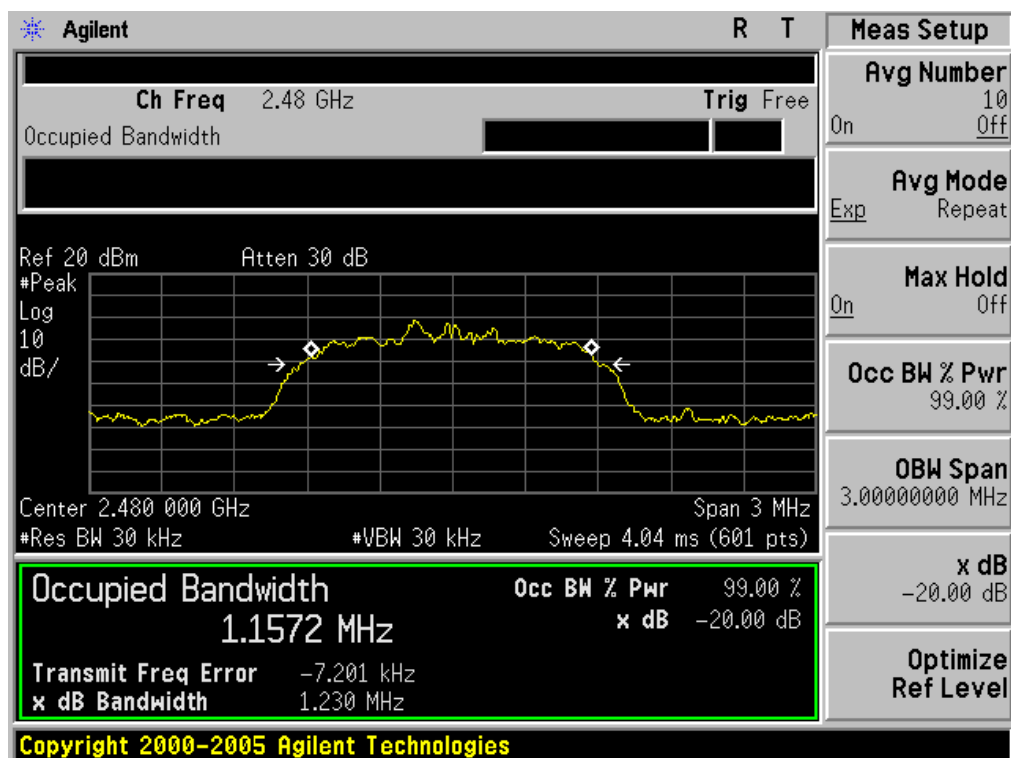 Agilent R T
Ch Freq 2.48 GHz Trig Free
Occupied Bandwidth
Ref 20 dBm Atten 30 dB
#Peak
Log
10
dB/
Center 2.480 000 GHz Span 3 MHz
#Res BW 30 kHz #VBW 30 kHz Sweep 4.04 ms (601 pts)
Occupied Bandwidth Occ BW % Pwr 99.00 %
1.1572 MHz x dB -20.00 dB
Transmit Freq Error -7.201 kHz
x dB Bandwidth 1.230 MHz
Copyright 2000-2005 Agilent Technologies
Meas Setup
Avg Number
10
On Off
Avg Mode
Exp Repeat
Max Hold
On Off
Occ BW % Pwr
99.00 %
OBW Span
3.00000000 MHz
x dB
-20.00 dB
Optimize
Ref Level